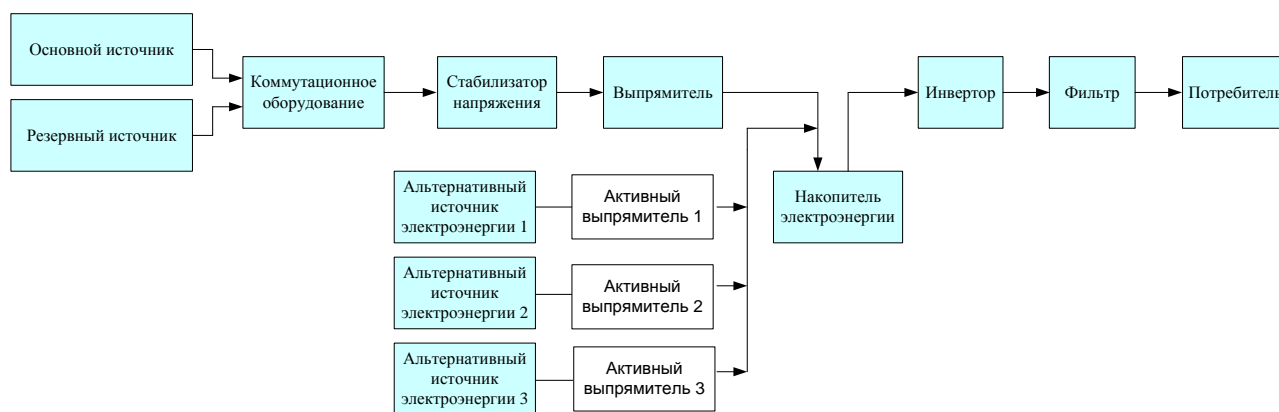 Основной источник
Резервный источник
Коммутационное
оборудование
Стабилизатор
напряжения
Выпрямитель
Инвертор
Фильтр
Потребитель
Накопитель
электроэнергии
Альтернативный
источник
электроэнергии 1
Активный
выпрямитель 1
Альтернативный
источник
электроэнергии 2
Активный
выпрямитель 2
Альтернативный
источник
электроэнергии 3
Активный
выпрямитель 3